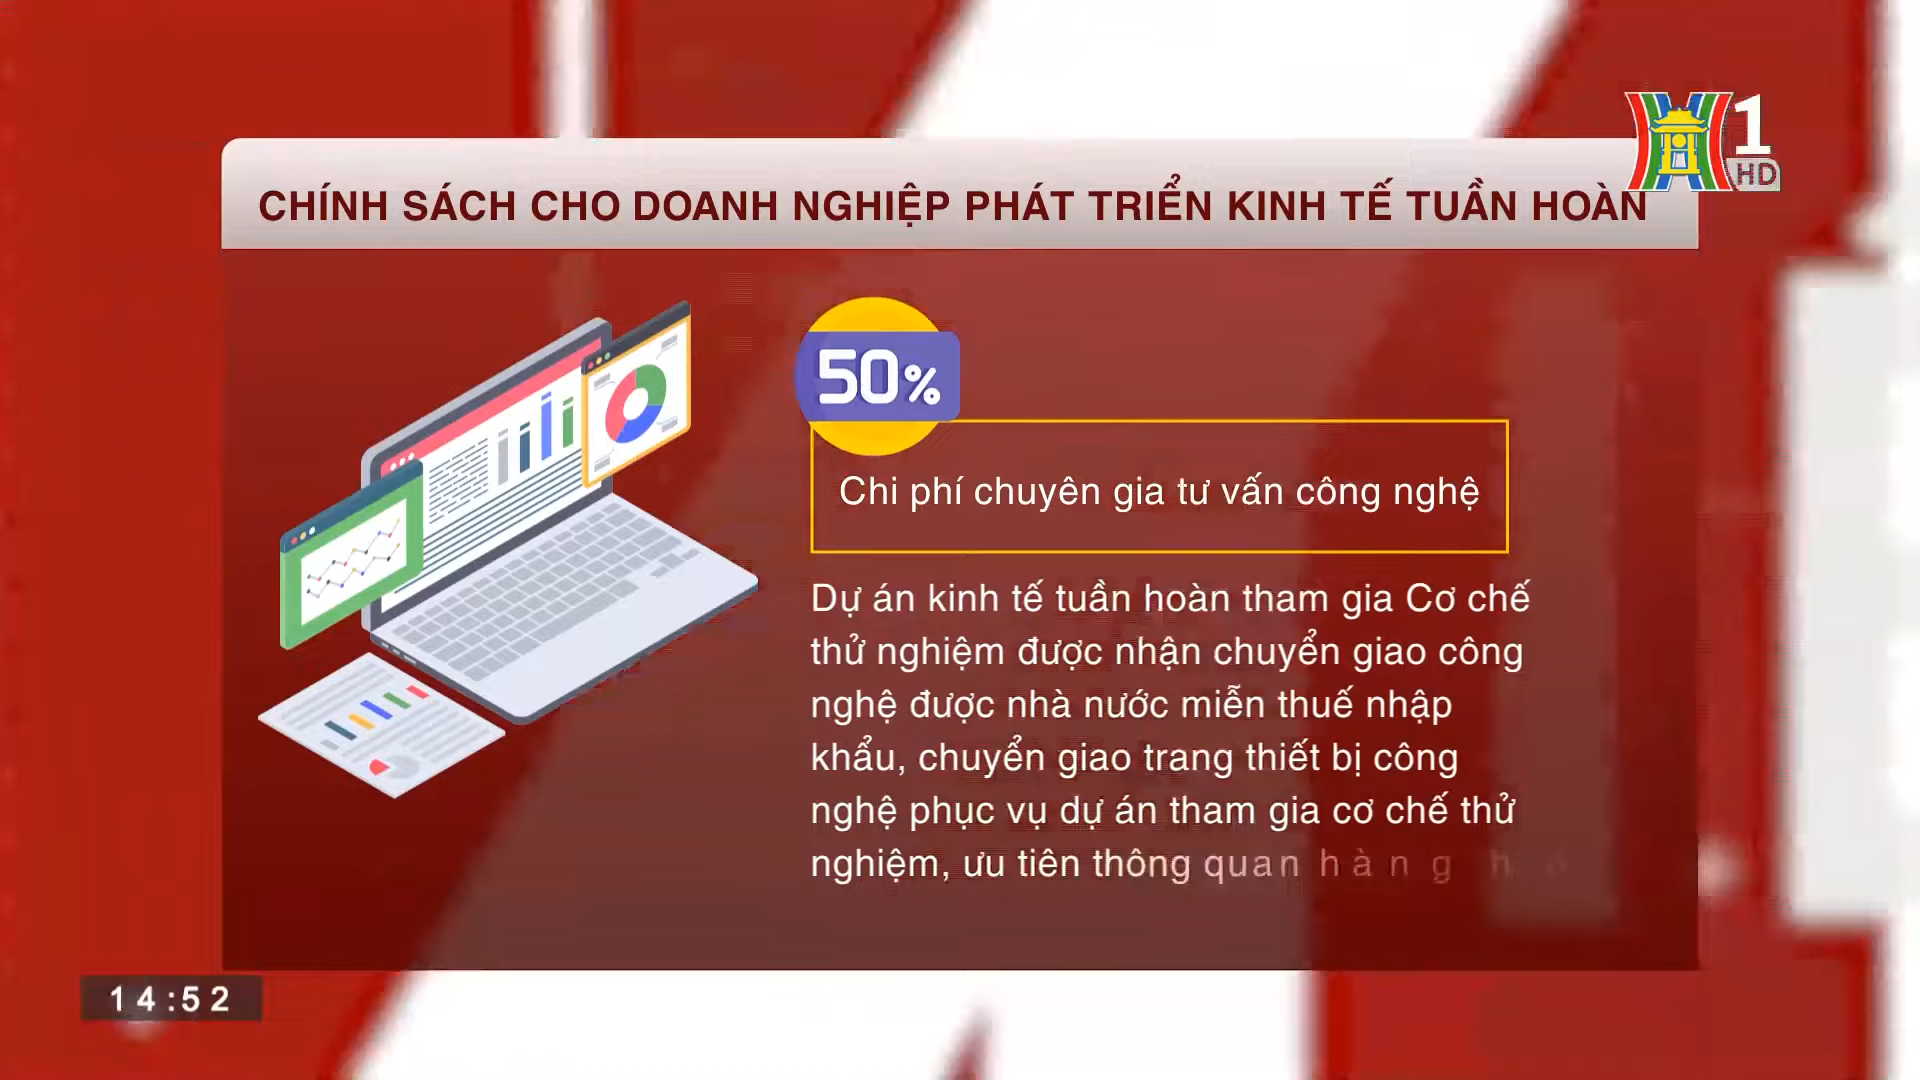 1
HD
CHÍNH SÁCH CHO DOANH NGHIỆP PHÁT TRIỂN KINH TẾ TUẦN HOÀN
50%
Chi phí chuyên gia tư vấn công nghệ
Dự án kinh tế tuần hoàn tham gia Cơ chế
thử nghiệm được nhận chuyển giao công
nghệ được nhà nước miễn thuế nhập
khẩu, chuyển giao trang thiết bị công
nghệ phục vụ dự án tham gia cơ chế thử
nghiệm, ưu tiên thông quan hàng
14:52